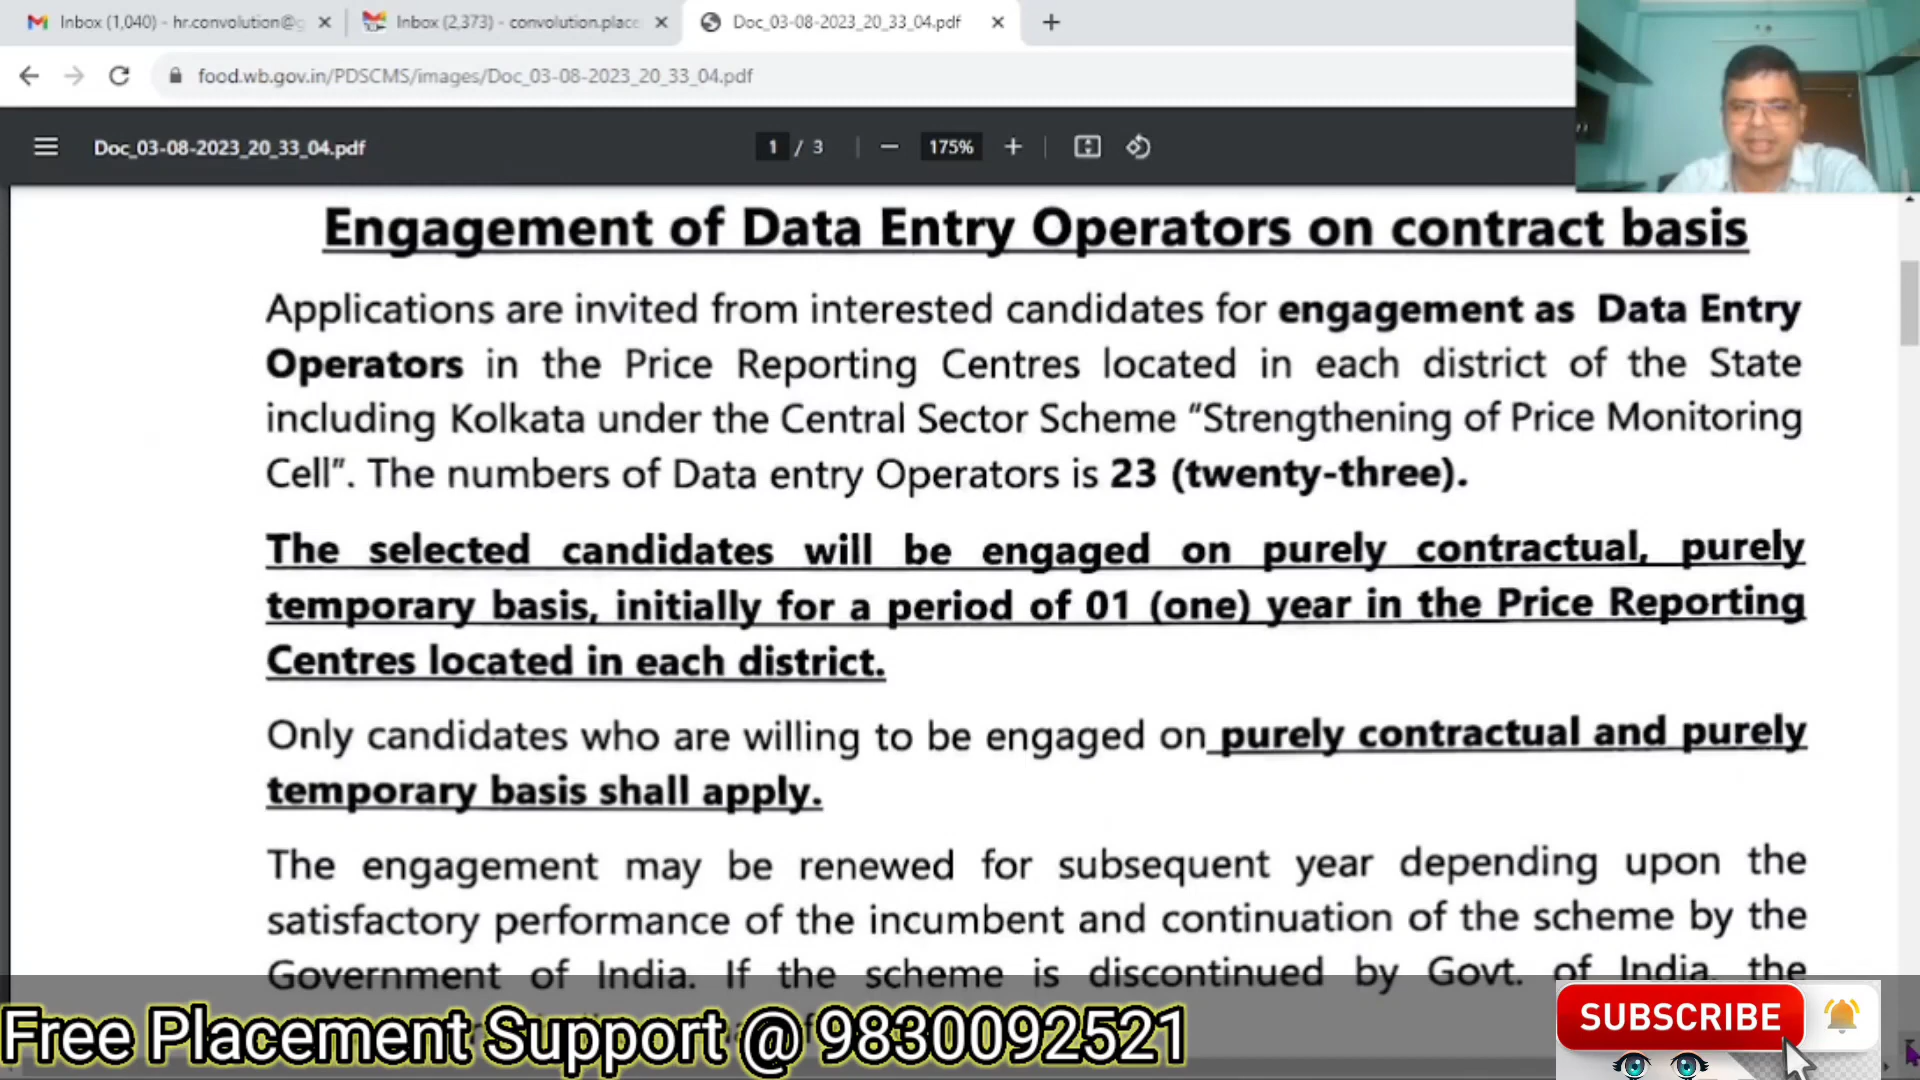 Inbox (1,040) - hr.convolution@g
Inbox (2,373) - convolution.place
Doc_03-08-2023_20_33_04.pdf
food.wb.gov.in/PDSCMS/images/Doc_03-08-2023_20_33_04.pdf
Doc_03-08-2023_20_33_04.pdf
1 / 3
175%
Engagement of Data Entry Operators on contract basis
Applications are invited from interested candidates for engagement as Data Entry
Operators in the Price Reporting Centres located in each district of the State
including Kolkata under the Central Sector Scheme “Strengthening of Price Monitoring
Cell”. The numbers of Data entry Operators is 23 (twenty-three).
The selected candidates will be engaged on purely contractual, purely
temporary basis, initially for a period of 01 (one) year in the Price Reporting
Centres located in each district.
Only candidates who are willing to be engaged on purely contractual and purely
temporary basis shall apply.
The engagement may be renewed for subsequent year depending upon the
satisfactory performance of the incumbent and continuation of the scheme by the
Government of India. If the scheme is discontinued by Govt. of India, the
Free Placement Support @ 9830092521
SUBSCRIBE